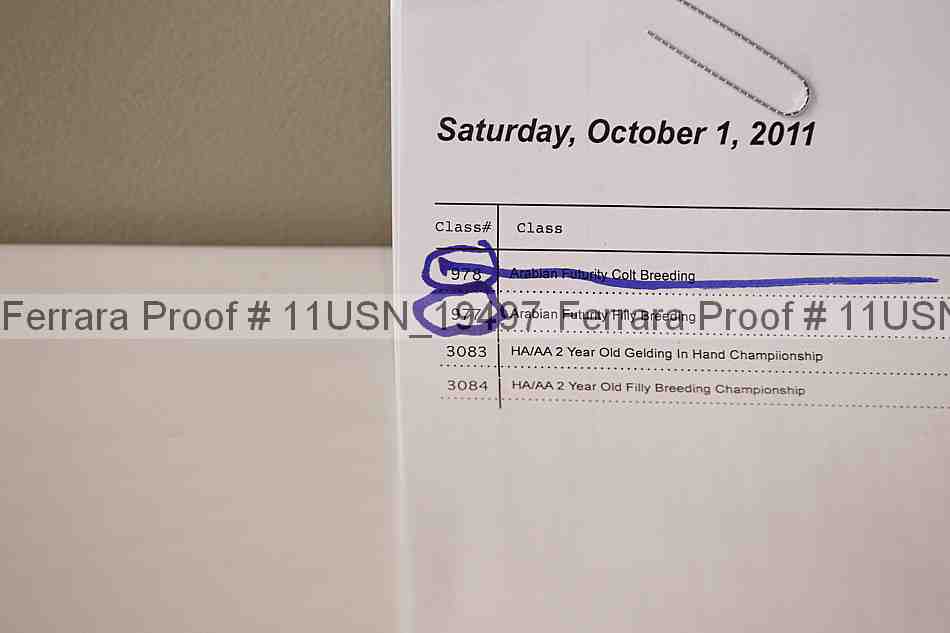 Saturday, October 1, 2011
Class# Class
978 Arabian Futurity Colt Breeding
977 Arabian Futurity Filly Breeding
Ferrara Proof # 11USN_19497 Ferrara Proof # 11USN
3083 HA/AA 2 Year Old Gelding In Hand Champiionship
3084 HA/AA 2 Year Old Filly Breeding Championship